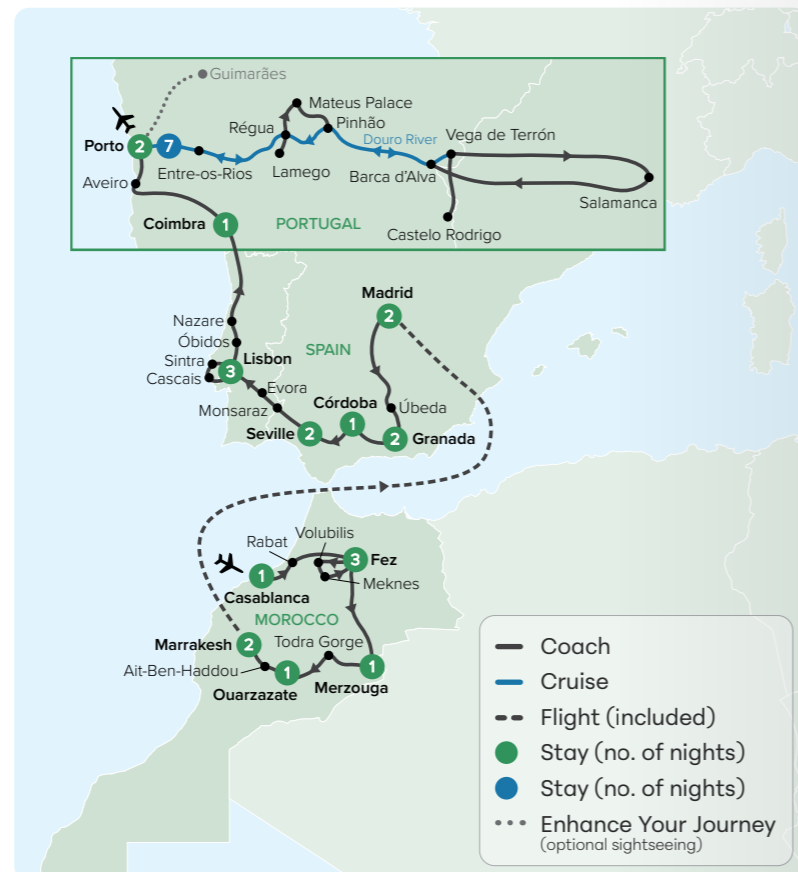 Guimarães
Mateus Palace
Régua
Pinhão
Douro River
Vega de Terrón
Porto
2
7
Entre-os-Rios
Lamego
Barca d'Alva
Aveiro
Salamanca
Coimbra
1
PORTUGAL
Castelo Rodrigo
Madrid
2
Nazare
Óbidos
SPAIN
Sintra
Lisbon
3
Cascais
Evora
Monsaraz
Córdoba
1
Úbeda
Seville
2
2
Granada
Volubilis
Rabat
3
Fez
1
Meknes
Casablanca
MOROCCO
Marrakesh
2
Todra Gorge
Ait-Ben-Haddou
1
1
Ouarzazate
Merzouga
Coach
Cruise
Flight (included)
Stay (no. of nights)
Stay (no. of nights)
Enhance Your Journey
(optional sightseeing)